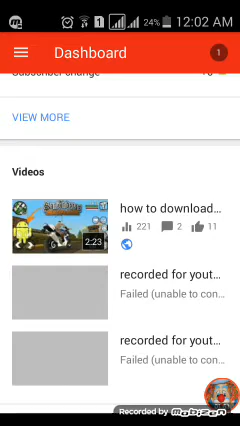 24% 12:02 AM
Dashboard
1
Subscriber change
VIEW MORE
Videos
how to download...
221 2 11
2:23
recorded for yout...
Failed (unable to con...
recorded for yout...
Failed (unable to con...
Recorded by mobizen